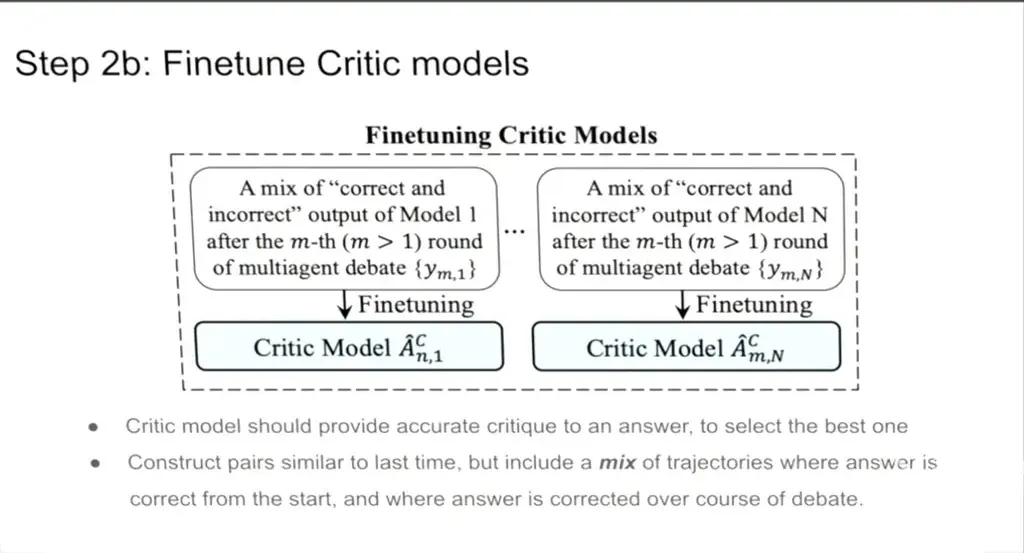 Step 2b: Finetune Critic models
Finetuning Critic Models
A mix of “correct and
incorrect” output of Model 1
after the m-th (m > 1) round
of multiagent debate {yₘ,₁}
...
A mix of “correct and
incorrect” output of Model N
after the m-th (m > 1) round
of multiagent debate {y_{m,N}}
Finetuning
Finetuning
Critic Model Â^C_{n,1}
Critic Model Â^C_{m,N}
● Critic model should provide accurate critique to an answer, to select the best one
● Construct pairs similar to last time, but include a mix of trajectories where answer is
correct from the start, and where answer is corrected over course of debate.